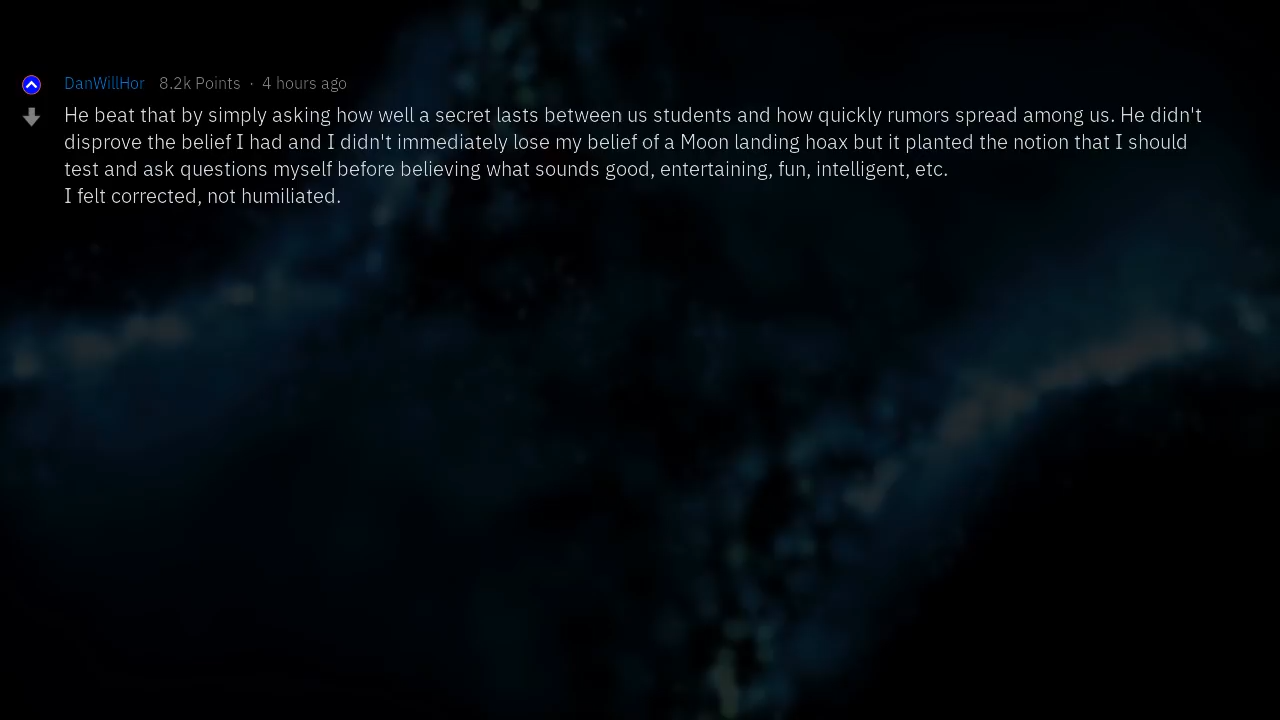 DanWillHor 8.2k Points · 4 hours ago
He beat that by simply asking how well a secret lasts between us students and how quickly rumors spread among us. He didn't
disprove the belief I had and I didn't immediately lose my belief of a Moon landing hoax but it planted the notion that I should
test and ask questions myself before believing what sounds good, entertaining, fun, intelligent, etc.
I felt corrected, not humiliated.